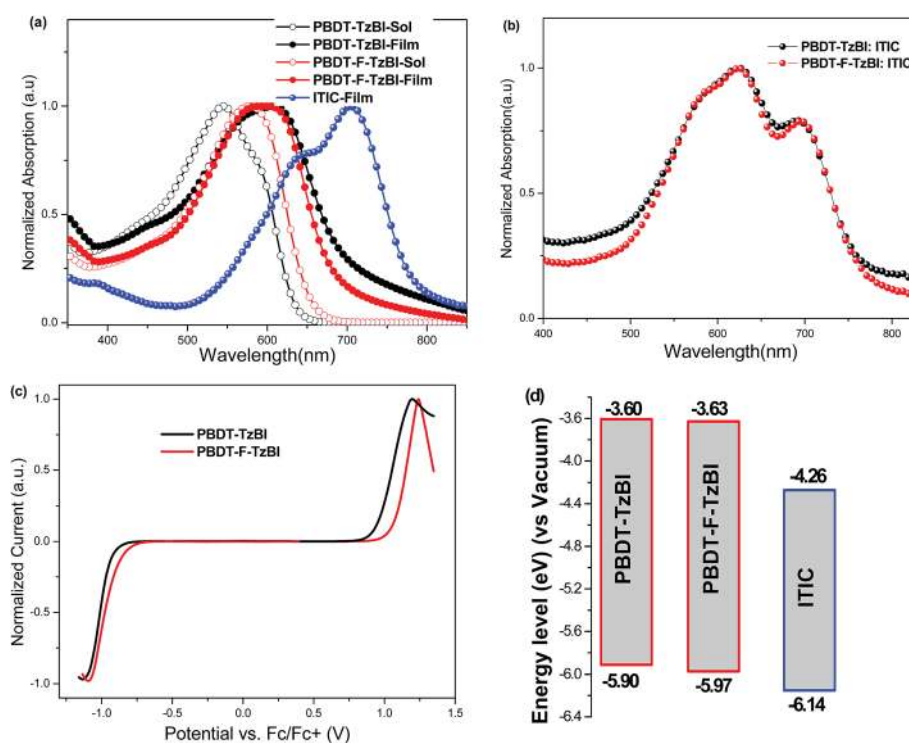 (a)
PBDT-TzBI-Sol
PBDT-TzBI-Film
PBDT-F-TzBI-Sol
PBDT-F-TzBI-Film
ITIC-Film
Normalized Absorption(a.u)
1.0
0.5
0.0
400 500 600 700 800
Wavelength(nm)
(b)
PBDT-TzBI: ITIC
PBDT-F-TzBI: ITIC
Normalized Absorption(a.u)
1.0
0.5
0.0
400 500 600 700 800
Wavelength(nm)
(c)
PBDT-TzBI
PBDT-F-TzBI
Normalized Current (a.u.)
1.0
0.5
0.0
-0.5
-1.0
-1.0 -0.5 0.0 0.5 1.0 1.5
Potential vs. Fc/Fc+ (V)
(d)
Energy level (eV) (vs Vacuum)
-3.6
-4.0
-4.4
-4.8
-5.2
-5.6
-6.0
-6.4
-3.60
PBDT-TzBI
-5.90
-3.63
PBDT-F-TzBI
-5.97
-4.26
ITIC
-6.14